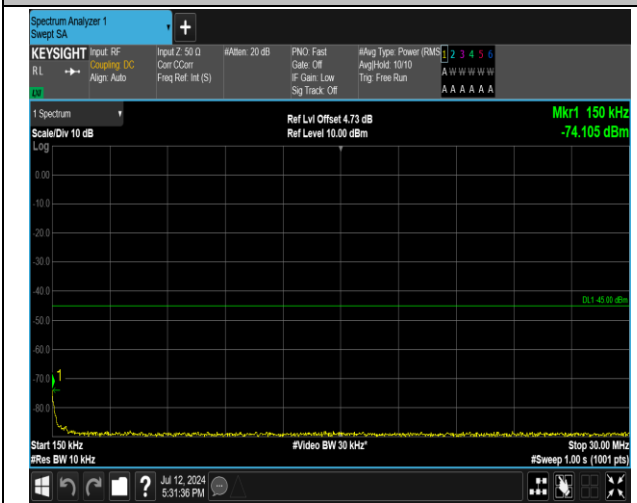 Spectrum Analyzer 1
Swept SA
+
KEYSIGHT
RL
LXI
Input: RF
Coupling: DC
Align: Auto
Input Z: 50 Ω
Corr CCorr
Freq Ref: Int (S)
#Atten: 20 dB
PNO: Fast
Gate: Off
IF Gain: Low
Sig Track: Off
#Avg Type: Power (RMS
Avg|Hold: 10/10
Trig: Free Run
1 2 3 4 5 6
A W W W W W
A A A A A A
1 Spectrum
Scale/Div 10 dB
Log
Ref Lvl Offset 4.73 dB
Ref Level 10.00 dBm
Mkr1 150 kHz
-74.105 dBm
0.00
-10.0
-20.0
-30.0
-40.0
DL1 -45.00 dBm
-50.0
-60.0
-70.0
1
-80.0
Start 150 kHz
#Res BW 10 kHz
#Video BW 30 kHz*
Stop 30.00 MHz
#Sweep 1.00 s (1001 pts)
?
Jul 12, 2024
5:31:36 PM